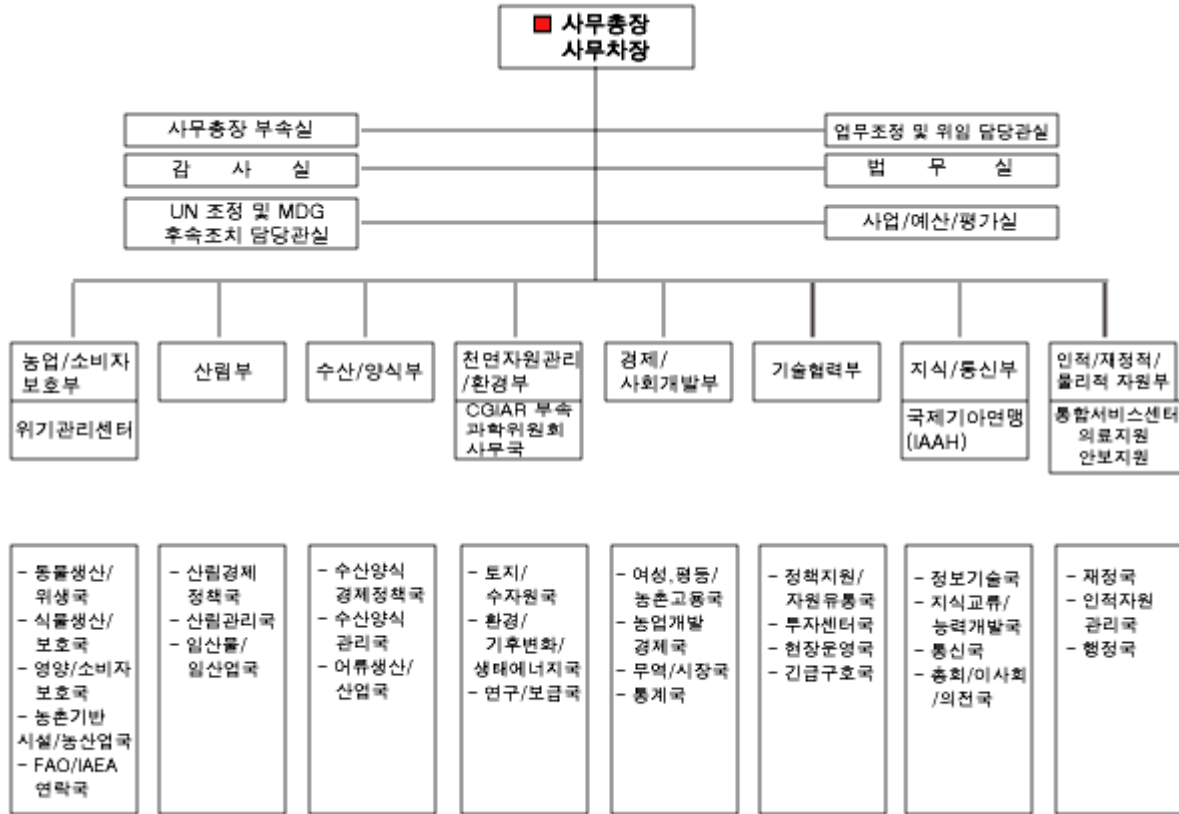 사무총장
사무차장
사무총장 부속실
업무조정 및 위임 담당관실
감 사 실
법 무 실
UN 조정 및 MDG
후속조치 담당관실
사업/예산/평가실
농업/소비자
보호부
위기관리센터
산림부
수산/양식부
천면자원관리
/환경부
CGIAR 부속
과학위원회
사무국
경제/
사회개발부
기술협력부
지식/통신부
국제기아연맹
(IAAH)
인적/재정적/
물리적 자원부
통합서비스센터
의료지원
안보지원
- 동물생산/
위생국
- 식물생산/
보호국
- 영양/소비자
보호국
- 농촌기반
시설/농산업국
- FAO/IAEA
연락국
- 산림경제
정책국
- 산림관리국
- 임산물/
임산업국
- 수산양식
경제정책국
- 수산양식
관리국
- 어류생산/
산업국
- 토지/
수자원국
- 환경/
기후변화/
생태에너지국
- 연구/보급국
- 여성,평등/
농촌고용국
- 농업개발
경제국
- 무역/시장국
- 통계국
- 정책지원/
자원유통국
- 투자센터국
- 현장운영국
- 긴급구호국
- 정보기술국
- 지식교류/
능력개발국
- 통신국
- 총회/이사회
/의전국
- 재정국
- 인적자원
관리국
- 행정국